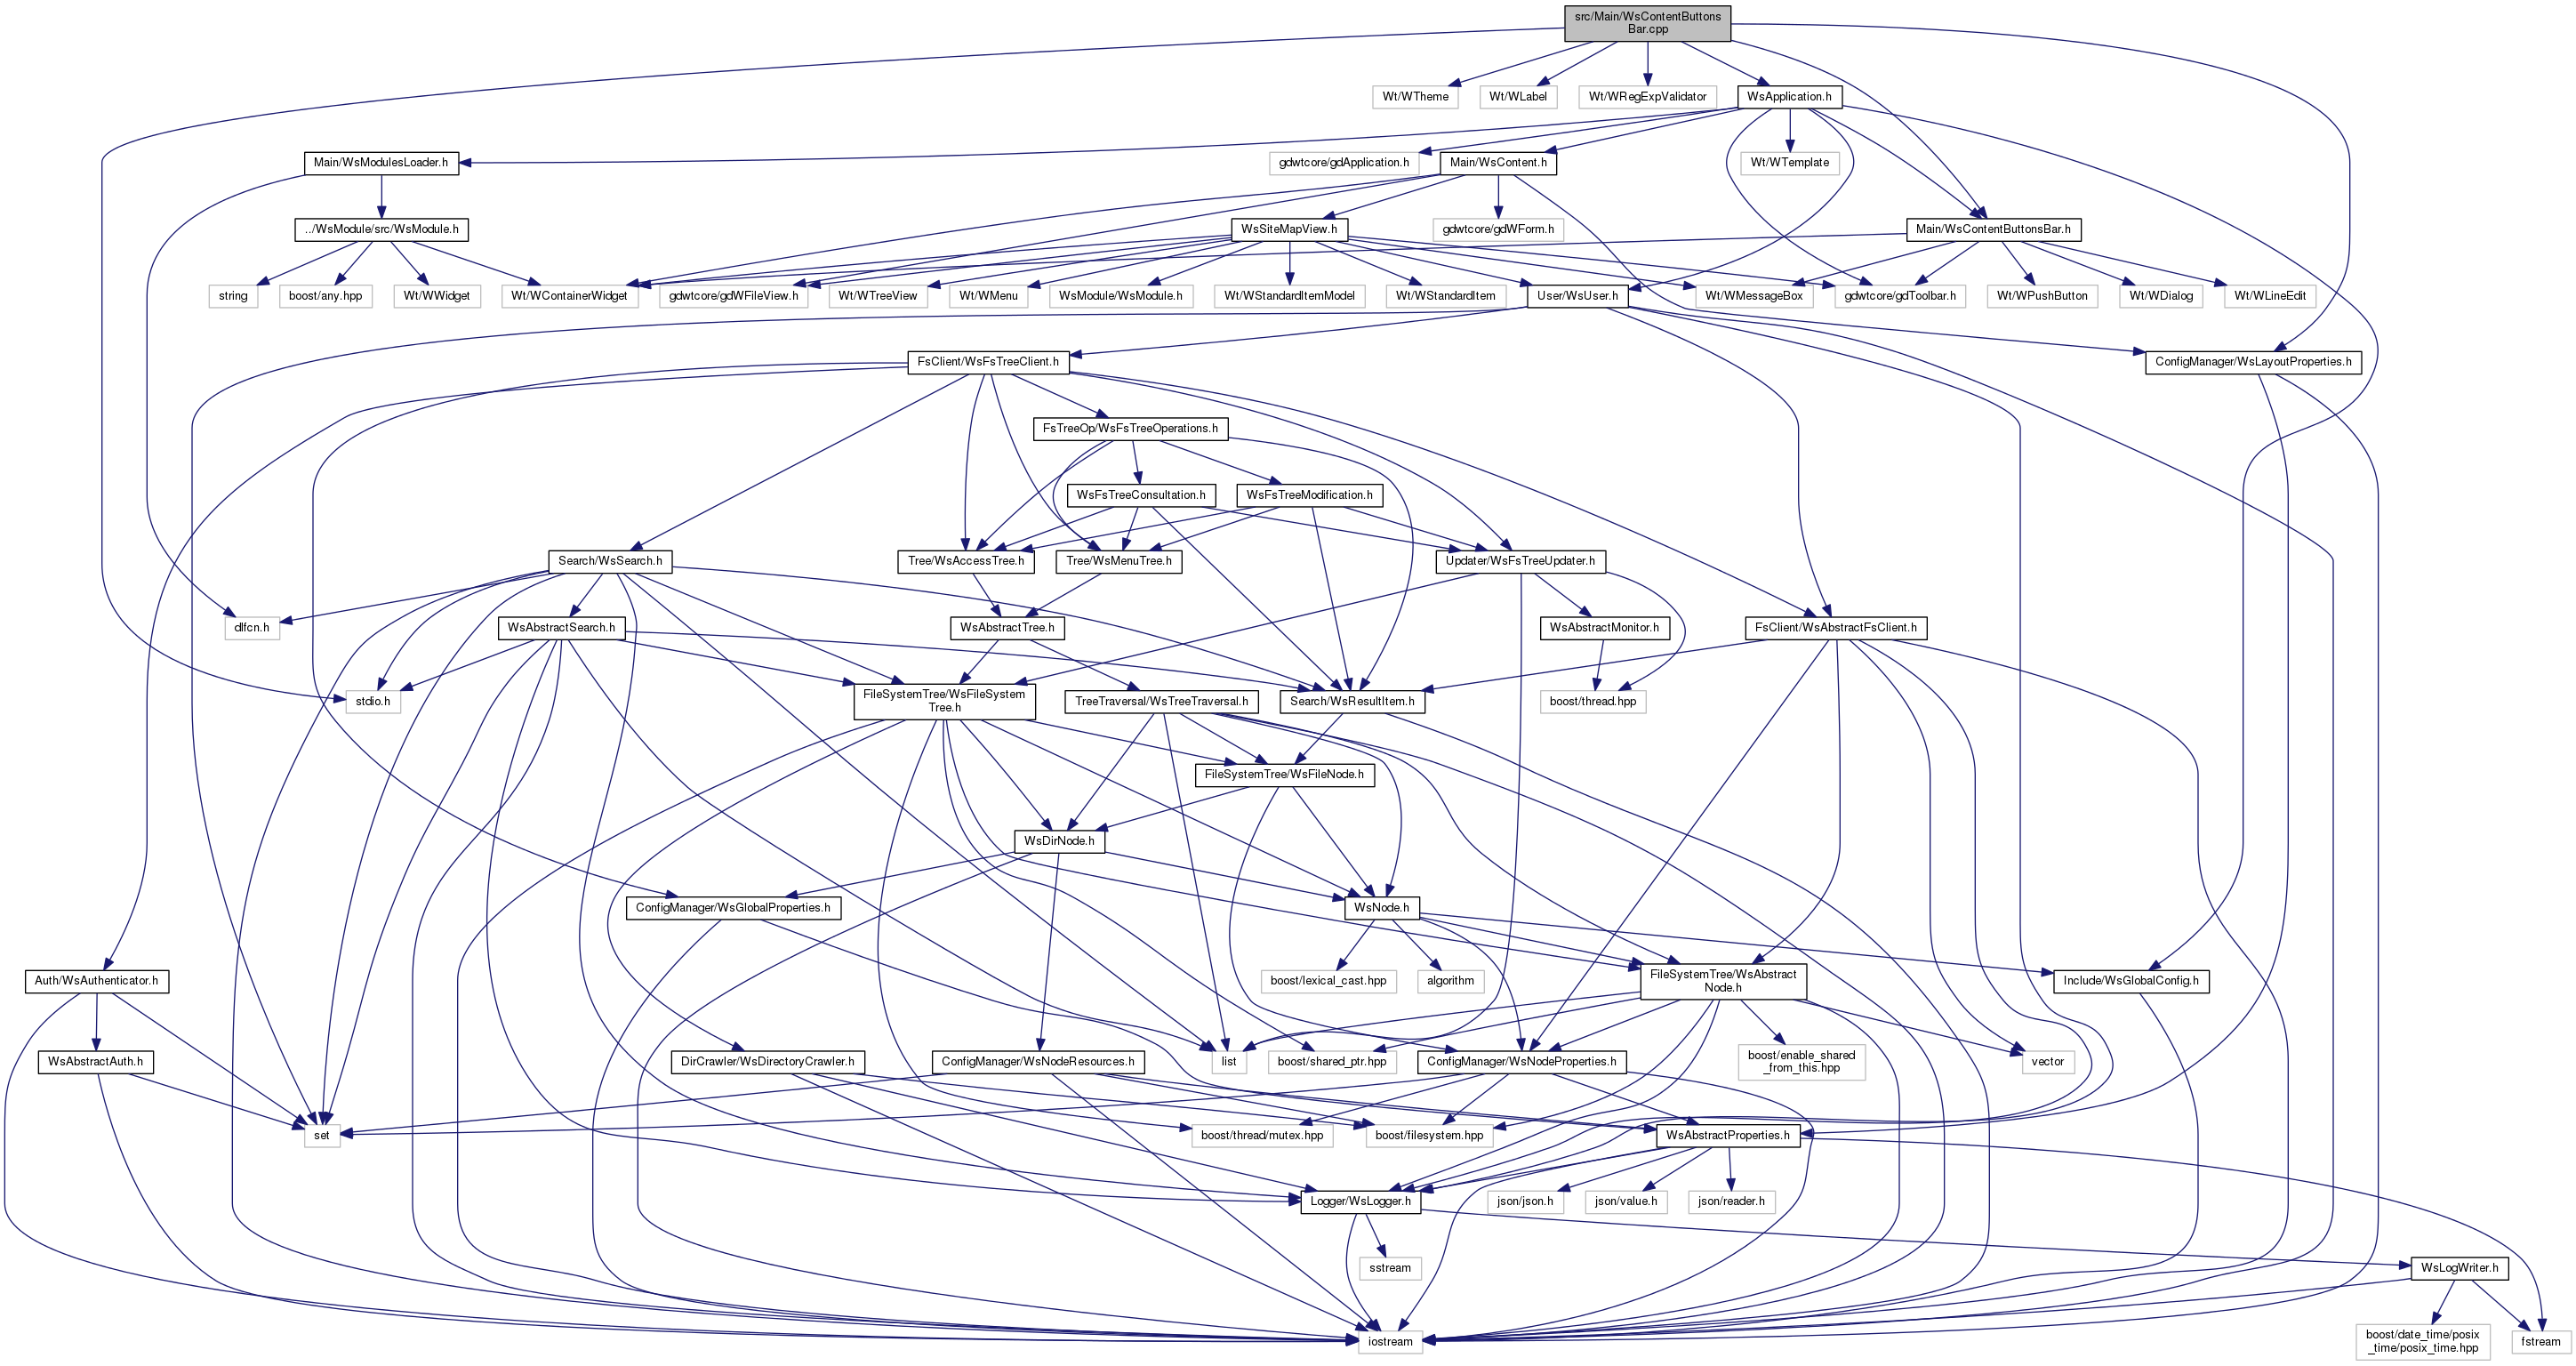 src/Main/WsContentButtons
Bar.cpp
Wt/WTheme
Wt/WLabel
Wt/WRegExpValidator
WsApplication.h
Main/WsModulesLoader.h
gdwtcore/gdApplication.h
Main/WsContent.h
Wt/WTemplate
../WsModule/src/WsModule.h
WsSiteMapView.h
gdwtcore/gdWForm.h
Main/WsContentButtonsBar.h
string
boost/any.hpp
Wt/WWidget
Wt/WContainerWidget
gdwtcore/gdWFileView.h
Wt/WTreeView
Wt/WMenu
WsModule/WsModule.h
Wt/WStandardItemModel
Wt/WStandardItem
User/WsUser.h
Wt/WMessageBox
gdwtcore/gdToolbar.h
Wt/WPushButton
Wt/WDialog
Wt/WLineEdit
FsClient/WsFsTreeClient.h
ConfigManager/WsLayoutProperties.h
FsTreeOp/WsFsTreeOperations.h
WsFsTreeConsultation.h
WsFsTreeModification.h
Search/WsSearch.h
Tree/WsAccessTree.h
Tree/WsMenuTree.h
Updater/WsFsTreeUpdater.h
dlfcn.h
WsAbstractSearch.h
WsAbstractTree.h
WsAbstractMonitor.h
FsClient/WsAbstractFsClient.h
stdio.h
FileSystemTree/WsFileSystem
Tree.h
TreeTraversal/WsTreeTraversal.h
Search/WsResultItem.h
boost/thread.hpp
FileSystemTree/WsFileNode.h
WsDirNode.h
ConfigManager/WsGlobalProperties.h
WsNode.h
Auth/WsAuthenticator.h
boost/lexical_cast.hpp
algorithm
FileSystemTree/WsAbstract
Node.h
Include/WsGlobalConfig.h
WsAbstractAuth.h
DirCrawler/WsDirectoryCrawler.h
ConfigManager/WsNodeResources.h
list
boost/shared_ptr.hpp
ConfigManager/WsNodeProperties.h
boost/enable_shared
_from_this.hpp
vector
set
boost/thread/mutex.hpp
boost/filesystem.hpp
WsAbstractProperties.h
Logger/WsLogger.h
json/json.h
json/value.h
json/reader.h
sstream
WsLogWriter.h
iostream
boost/date_time/posix
_time/posix_time.hpp
fstream